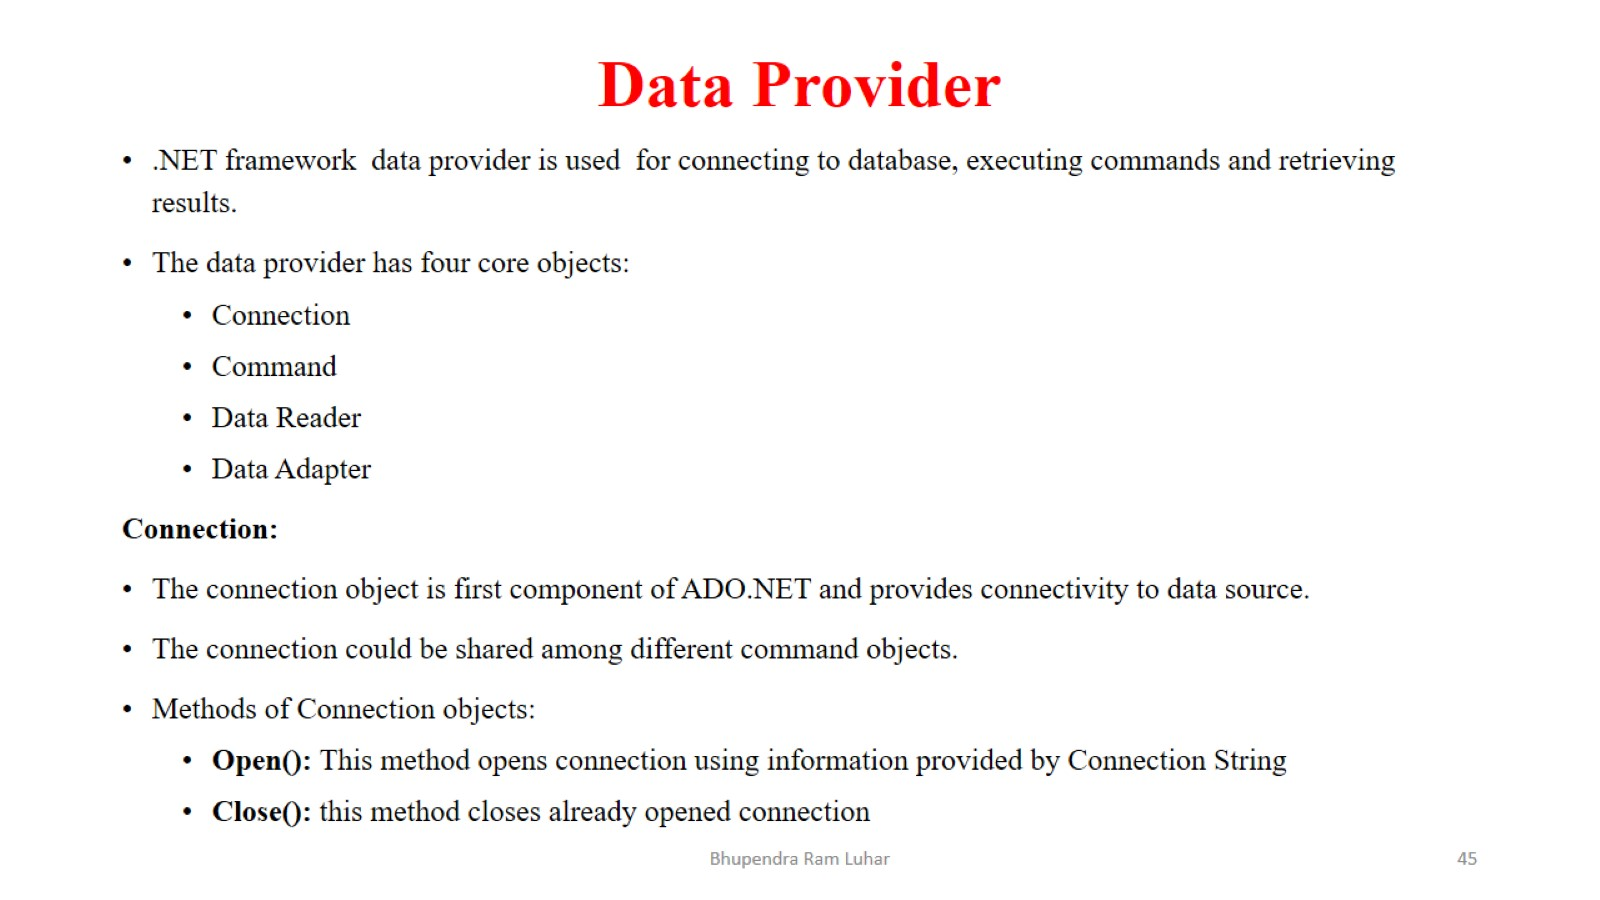 Data Provider
• .NET framework  data provider is used  for connecting to database, executing commands and retrieving
results.
• The data provider has four core objects:
• Connection
• Command
• Data Reader
• Data Adapter
Connection:
• The connection object is first component of ADO.NET and provides connectivity to data source.
• The connection could be shared among different command objects.
• Methods of Connection objects:
• Open(): This method opens connection using information provided by Connection String
• Close(): this method closes already opened connection
Bhupendra Ram Luhar
45